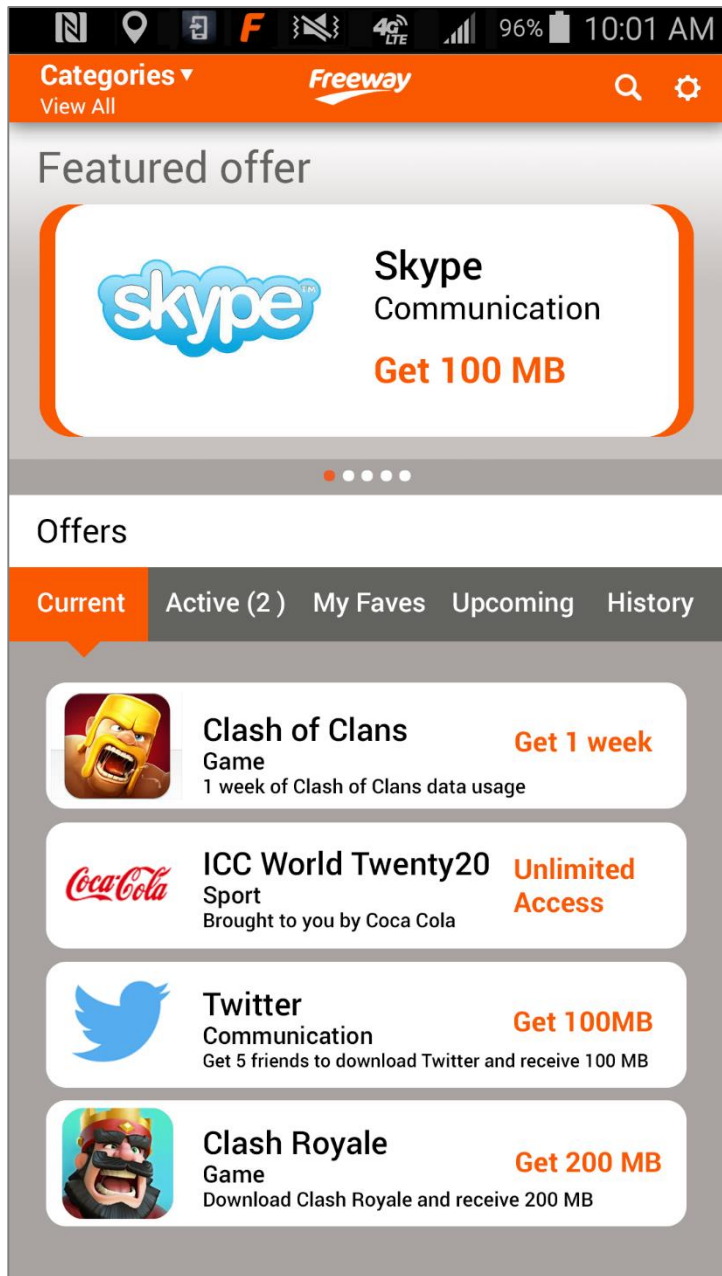 4G LTE 96% 10:01 AM
Categories ▾
View All
Freeway
Featured offer
skype TM
Skype
Communication
Get 100 MB
Offers
Current Active (2 ) My Faves Upcoming History
Clash of Clans
Game
1 week of Clash of Clans data usage
Get 1 week
Coca-Cola
ICC World Twenty20
Sport
Brought to you by Coca Cola
Unlimited
Access
Twitter
Communication
Get 5 friends to download Twitter and receive 100 MB
Get 100MB
Clash Royale
Game
Download Clash Royale and receive 200 MB
Get 200 MB